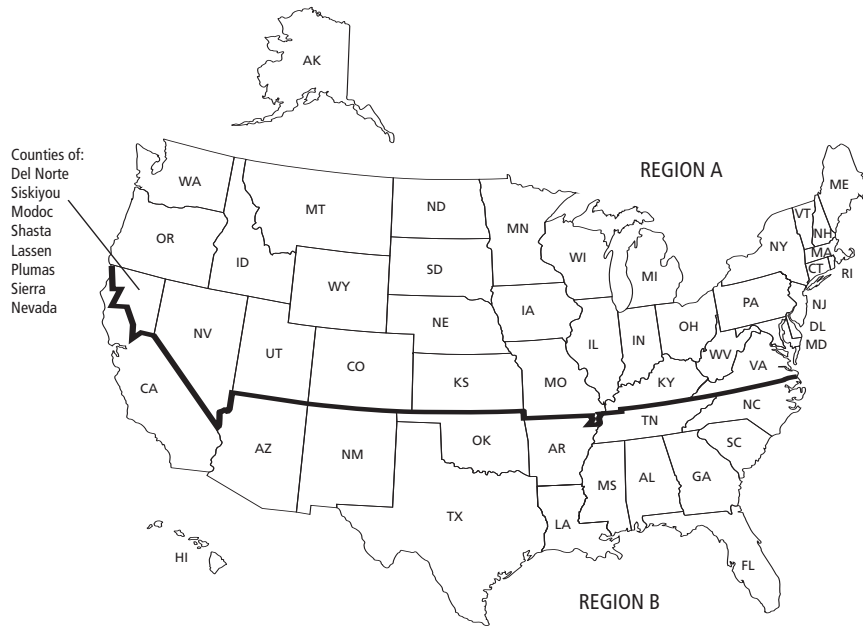 AK
Counties of:
Del Norte
Siskiyou
Modoc
Shasta
Lassen
Plumas
Sierra
Nevada
REGION A
WA
MT
ND
MN
ME
VT
NH
OR
ID
WY
SD
WI
MI
NY
MA
CT
RI
NV
UT
CO
NE
IA
IL
IN
OH
PA
NJ
DL
MD
WV
VA
CA
KS
MO
KY
AZ
NM
OK
AR
TN
NC
SC
TX
LA
MS
AL
GA
FL
HI
REGION B